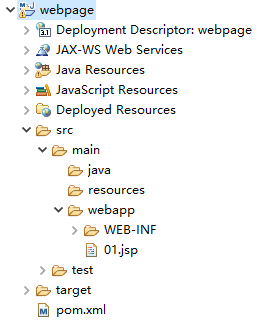 webpage
Deployment Descriptor: webpage
JAX-WS Web Services
Java Resources
JavaScript Resources
Deployed Resources
src
main
java
resources
webapp
WEB-INF
01.jsp
test
target
pom.xml